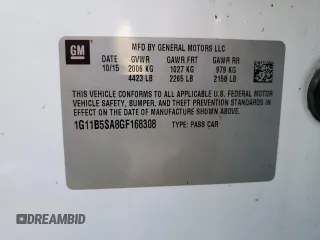 GM
MFD BY GENERAL MOTORS LLC
DATE GVWR GAWR FR GAWR RR
10/15 2006 KG 1027 KG 979 KG
4423 LB 2265 LB 2158 LB
THIS VEHICLE CONFORMS TO ALL APPLICABLE U.S. FEDERAL MOTOR
VEHICLE SAFETY, BUMPER, AND THEFT PREVENTION STANDARDS
IN EFFECT ON THE DATE OF MANUFACTURE SHOWN ABOVE.
1G11B5SA8GF168308 TYPE: PASS CAR
DREAMBID